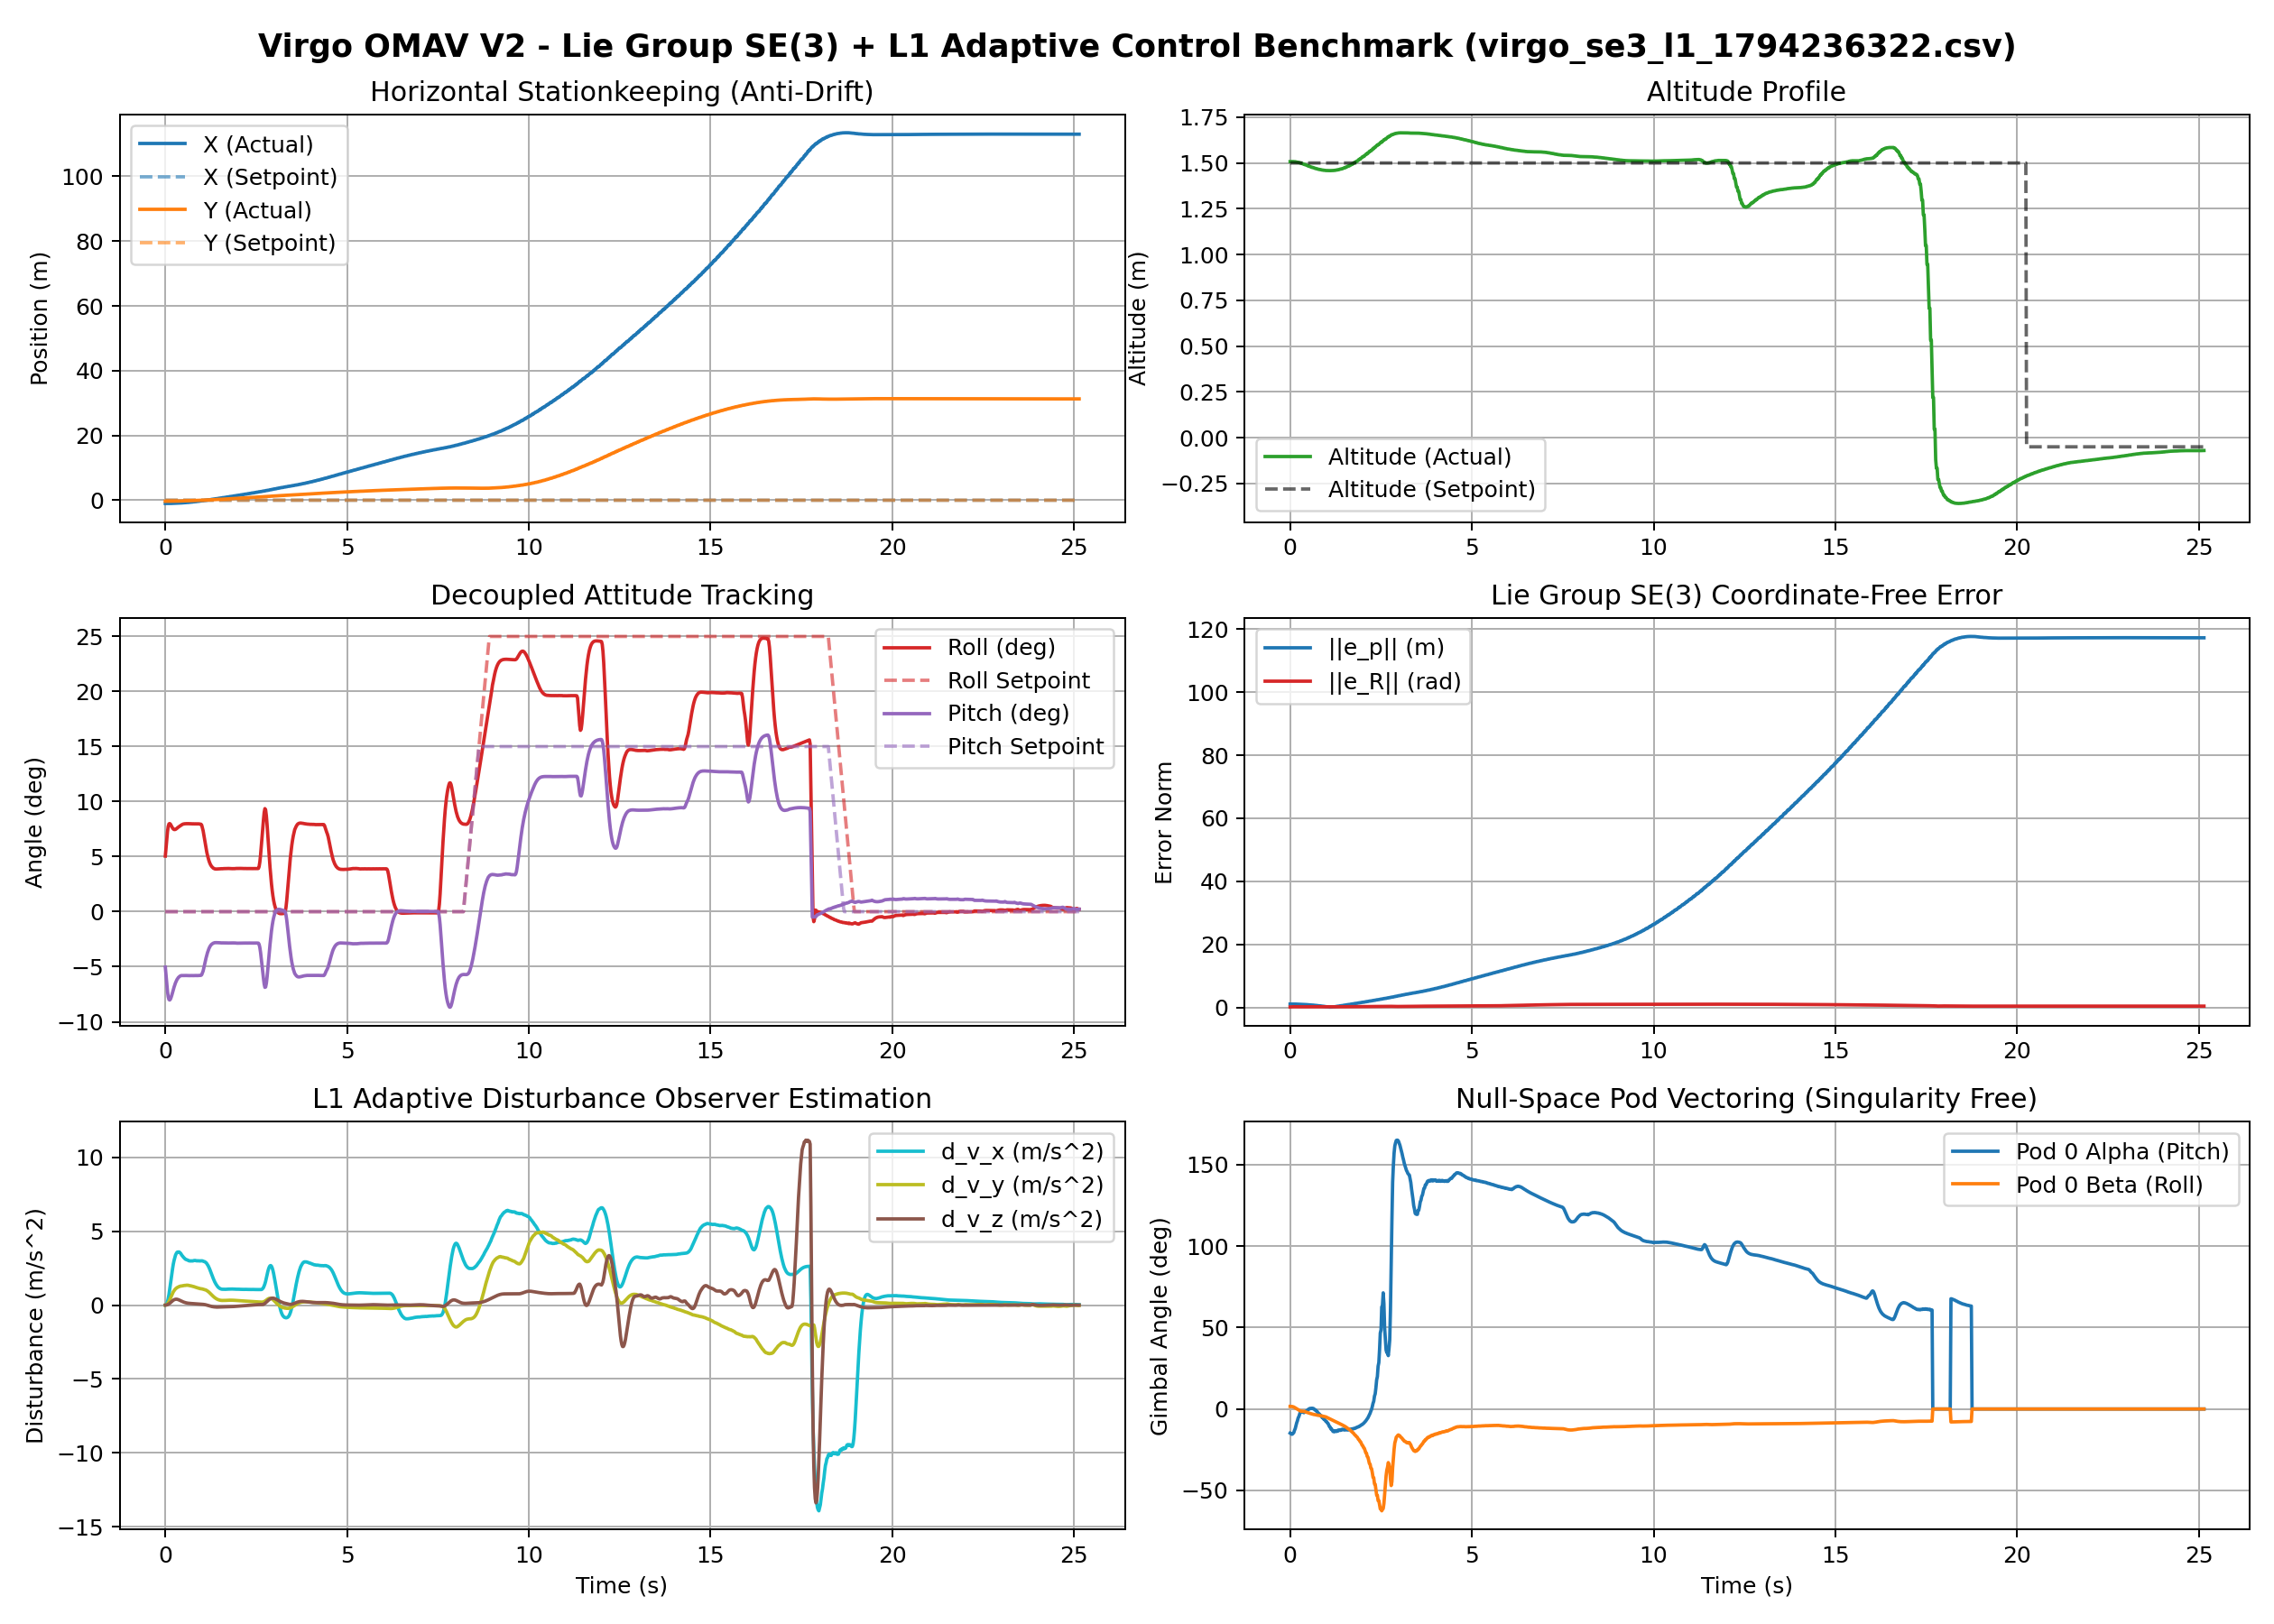 Virgo OMAV V2 - Lie Group SE(3) + L1 Adaptive Control Benchmark (virgo_se3_l1_1794236322.csv)
Horizontal Stationkeeping (Anti-Drift)
Position (m)
100
80
60
40
20
0
X (Actual)
X (Setpoint)
Y (Actual)
Y (Setpoint)
0 5 10 15 20 25
Altitude Profile
Altitude (m)
1.75
1.50
1.25
1.00
0.75
0.50
0.25
0.00
−0.25
Altitude (Actual)
Altitude (Setpoint)
0 5 10 15 20 25
Decoupled Attitude Tracking
Angle (deg)
25
20
15
10
5
0
−5
−10
Roll (deg)
Roll Setpoint
Pitch (deg)
Pitch Setpoint
0 5 10 15 20 25
Lie Group SE(3) Coordinate-Free Error
Error Norm
120
100
80
60
40
20
0
||e_p|| (m)
||e_R|| (rad)
0 5 10 15 20 25
L1 Adaptive Disturbance Observer Estimation
Disturbance (m/s^2)
10
5
0
−5
−10
−15
d_v_x (m/s^2)
d_v_y (m/s^2)
d_v_z (m/s^2)
0 5 10 15 20 25
Time (s)
Null-Space Pod Vectoring (Singularity Free)
Gimbal Angle (deg)
150
100
50
0
−50
Pod 0 Alpha (Pitch)
Pod 0 Beta (Roll)
0 5 10 15 20 25
Time (s)